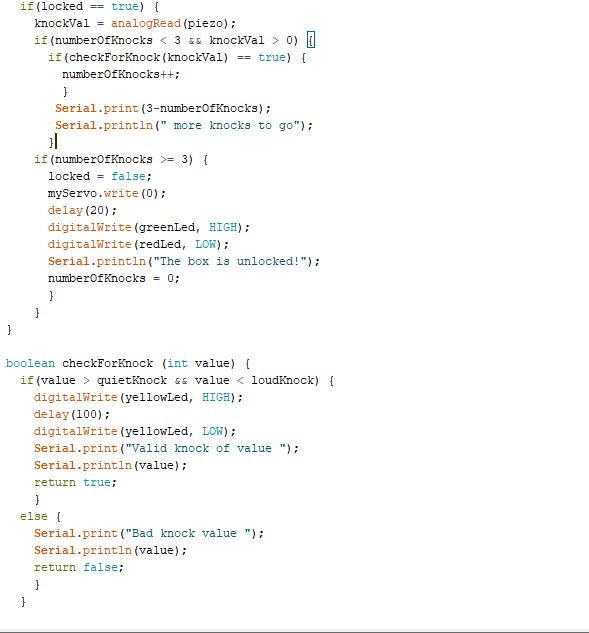 if(locked == true) {
knockVal = analogRead(piezo);
if(numberOfKnocks < 3 && knockVal > 0) {
if(checkForKnock(knockVal) == true) {
numberOfKnocks++;
}
Serial.print(3-numberOfKnocks);
Serial.println(" more knocks to go");
}
if(numberOfKnocks >= 3) {
locked = false;
myServo.write(0);
delay(20);
digitalWrite(greenLed, HIGH);
digitalWrite(redLed, LOW);
Serial.println("The box is unlocked!");
numberOfKnocks = 0;
}
}
}
boolean checkForKnock (int value) {
if(value > quietKnock && value < loudKnock) {
digitalWrite(yellowLed, HIGH);
delay(100);
digitalWrite(yellowLed, LOW);
Serial.print("Valid knock of value ");
Serial.println(value);
return true;
}
else {
Serial.print("Bad knock value ");
Serial.println(value);
return false;
}
}